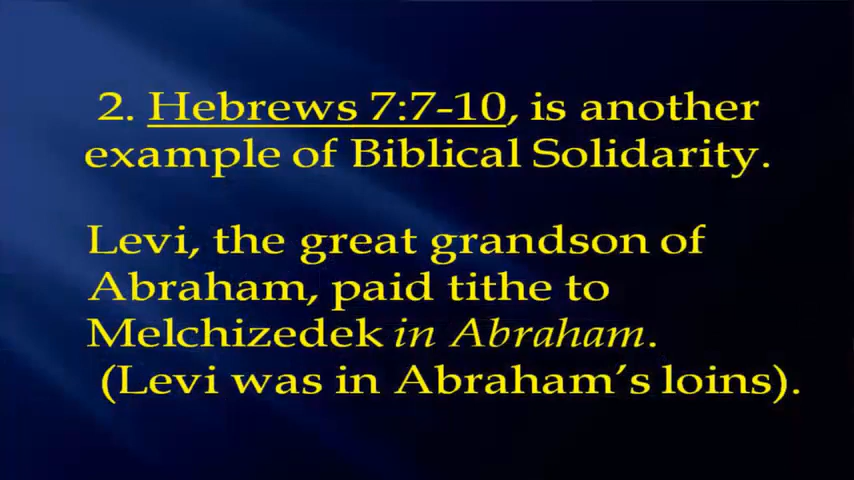 2. Hebrews 7:7-10, is another
example of Biblical Solidarity.
Levi, the great grandson of
Abraham, paid tithe to
Melchizedek in Abraham.
(Levi was in Abraham’s loins).